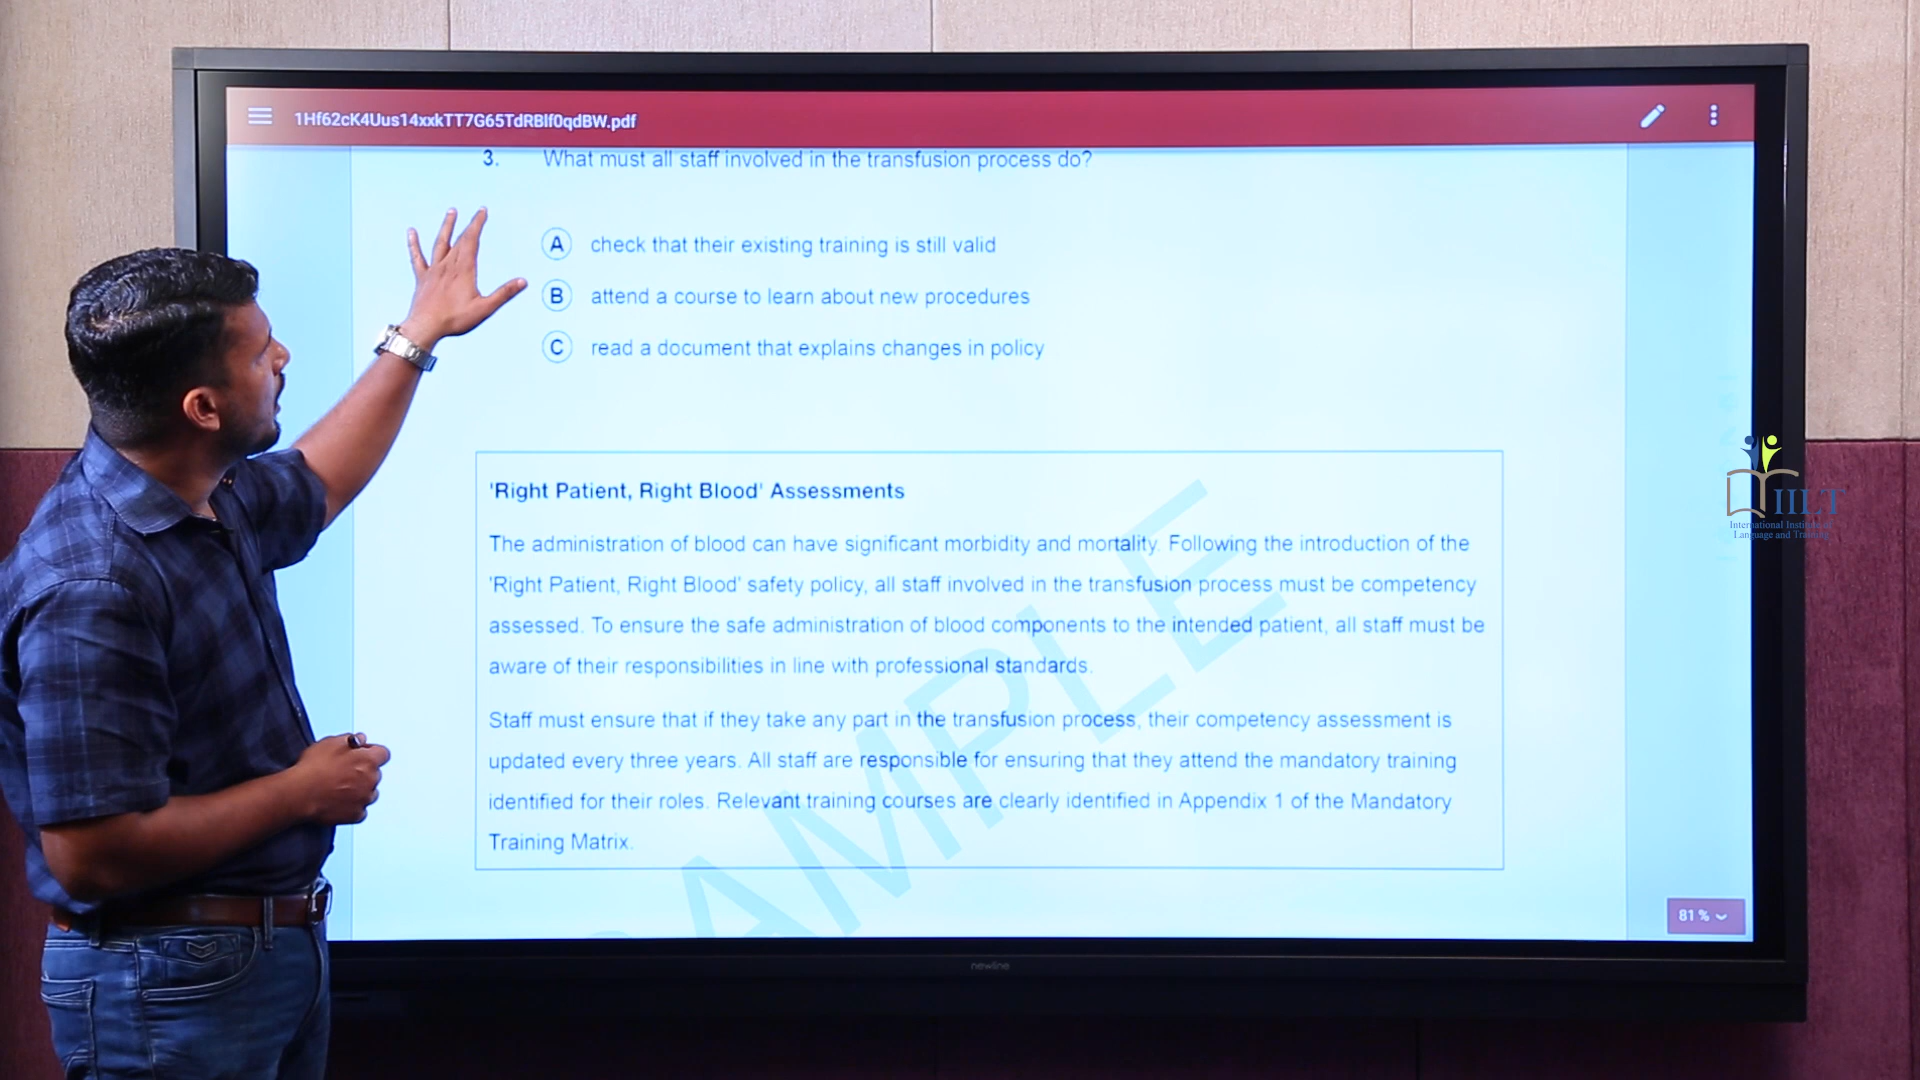 1Hf62cK4Uus14xxkTT7G65TdRBlf0qdBW.pdf
3. What must all staff involved in the transfusion process do?
A check that their existing training is still valid
B attend a course to learn about new procedures
C read a document that explains changes in policy
'Right Patient, Right Blood' Assessments
The administration of blood can have significant morbidity and mortality. Following the introduction of the
'Right Patient, Right Blood' safety policy, all staff involved in the transfusion process must be competency
assessed. To ensure the safe administration of blood components to the intended patient, all staff must be
aware of their responsibilities in line with professional standards.
Staff must ensure that if they take any part in the transfusion process, their competency assessment is
updated every three years. All staff are responsible for ensuring that they attend the mandatory training
identified for their roles. Relevant training courses are clearly identified in Appendix 1 of the Mandatory
Training Matrix.
SAMPLE
81 %
newline
IILT
International Institute of
Language and Training